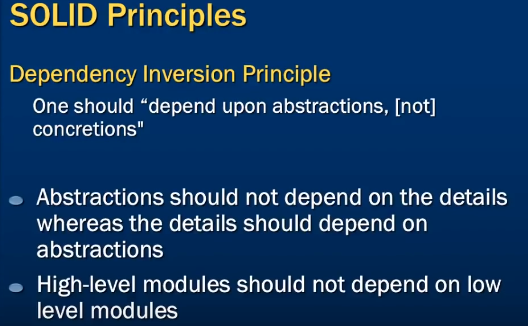 SOLID Principles
Dependency Inversion Principle
One should “depend upon abstractions, [not]
concretions"
Abstractions should not depend on the details
whereas the details should depend on
abstractions
High-level modules should not depend on low
level modules